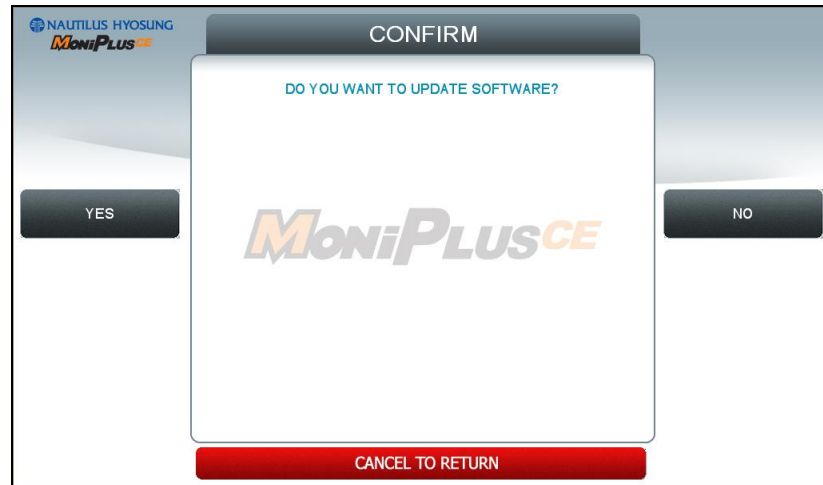 NAUTILUS HYOSUNG
MoniPlusCE
CONFIRM
DO YOU WANT TO UPDATE SOFTWARE?
YES
NO
MoniPlusCE
CANCEL TO RETURN